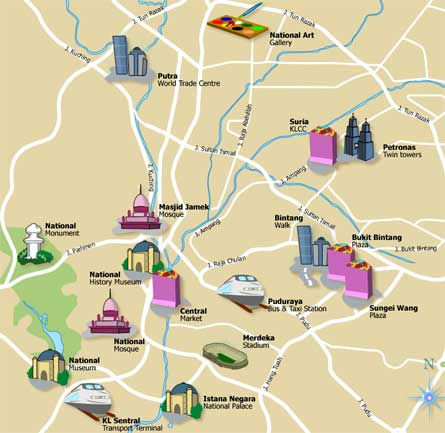 J. Tun Razak
J. Tun Razak
National Art
Gallery
J. Kuching
Putra
World Trade Centre
J. Raja Abdullah
J. Tun Razak
Suria
KLCC
J. Sultan Ismail
Petronas
Twin towers
J. Kuching
J. Ampang
Masjid Jamek
Mosque
J. Sultan Ismail
Bintang
Walk
National
Monument
J. Ampang
J. Parlimen
Bukit Bintang
Plaza
J. Bukit Bintang
J. Raja Chulan
National
History Museum
Puduraya
Bus & Taxi Station
Sungei Wang
Plaza
Central
Market
J. Pudu
National
Mosque
Merdeka
Stadium
National
Museum
N
J. Hang Tuah
Istana Negara
National Palace
J. Pudu
KL Sentral
Transport Terminal